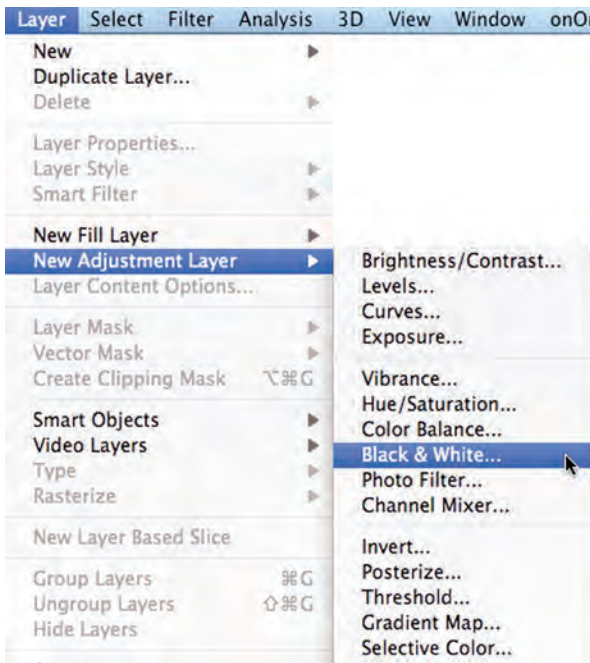 Layer Select Filter Analysis 3D View Window
New
Duplicate Layer...
Delete
Layer Properties...
Layer Style
Smart Filter
New Fill Layer
New Adjustment Layer
Layer Content Options...
Layer Mask
Vector Mask
Create Clipping Mask ⌥⌘G
Smart Objects
Video Layers
Type
Rasterize
New Layer Based Slice
Group Layers ⌘G
Ungroup Layers ⇧⌘G
Hide Layers
Brightness/Contrast...
Levels...
Curves...
Exposure...
Vibrance...
Hue/Saturation...
Color Balance...
Black & White...
Photo Filter...
Channel Mixer...
Invert...
Posterize...
Threshold...
Gradient Map...
Selective Color...